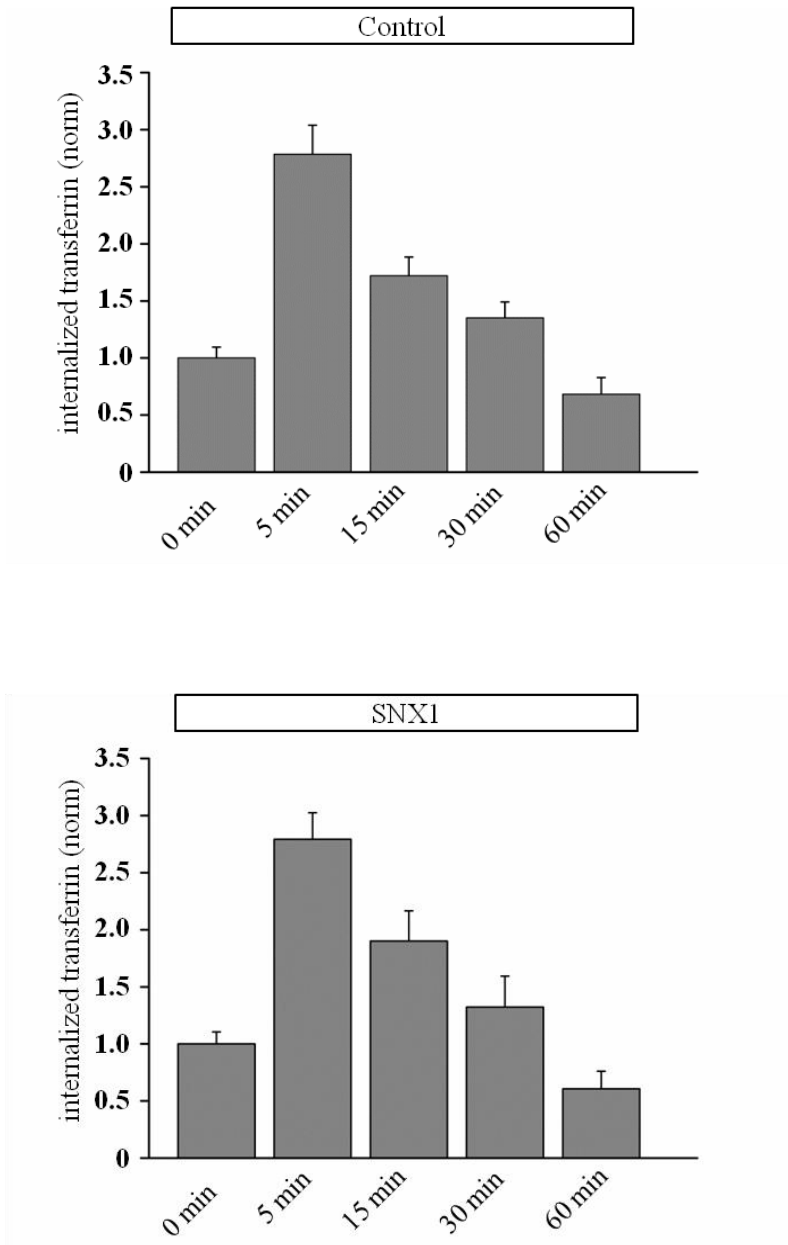 Control
internalized transferrin (norm)
3.5
3.0
2.5
2.0
1.5
1.0
0.5
0
0 min
5 min
15 min
30 min
60 min
SNX1
internalized transferrin (norm)
3.5
3.0
2.5
2.0
1.5
1.0
0.5
0
0 min
5 min
15 min
30 min
60 min